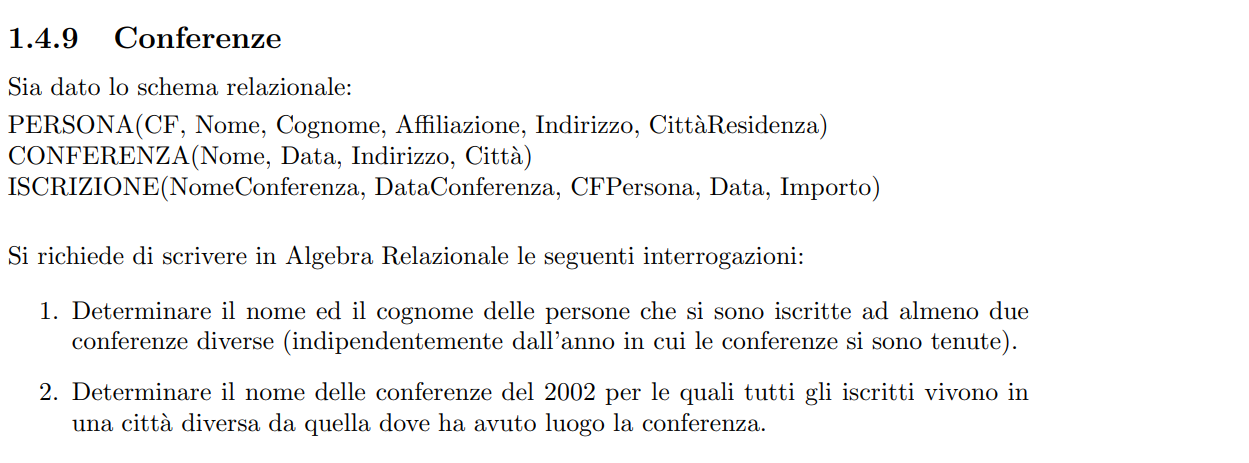 1.4.9 Conferenze
Sia dato lo schema relazionale:
PERSONA(CF, Nome, Cognome, Affiliazione, Indirizzo, CittàResidenza)
CONFERENZA(Nome, Data, Indirizzo, Città)
ISCRIZIONE(NomeConferenza, DataConferenza, CFPersona, Data, Importo)
Si richiede di scrivere in Algebra Relazionale le seguenti interrogazioni:
1. Determinare il nome ed il cognome delle persone che si sono iscritte ad almeno due
conferenze diverse (indipendentemente dall'anno in cui le conferenze si sono tenute).
2. Determinare il nome delle conferenze del 2002 per le quali tutti gli iscritti vivono in
una città diversa da quella dove ha avuto luogo la conferenza.